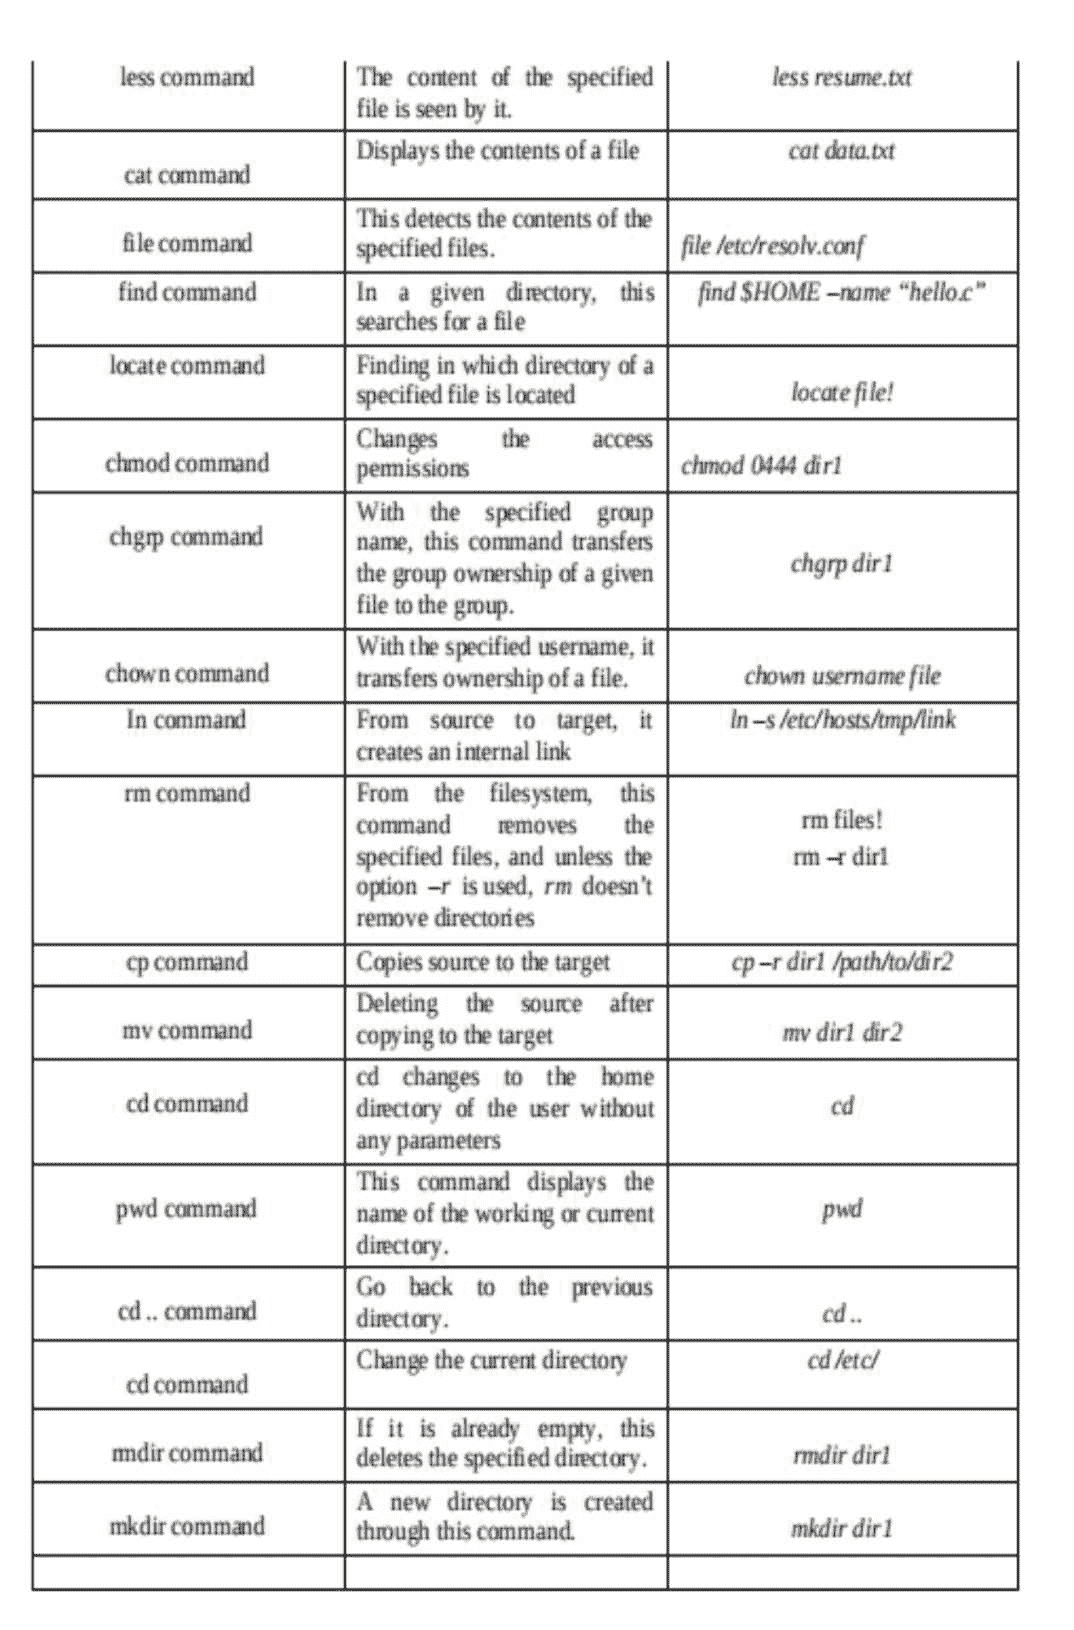 less command
The content of the specified
file is seen by it.
less resume.txt
cat command
Displays the contents of a file
cat data.txt
file command
This detects the contents of the
specified files.
file /etc/resolv.conf
find command
In a given directory, this
searches for a file
find $HOME –name “hello.c”
locate command
Finding in which directory of a
specified file is located
locate file!
chmod command
Changes the access
permissions
chmod 0444 dir1
chgrp command
With the specified group
name, this command transfers
the group ownership of a given
file to the group.
chgrp dir1
chown command
With the specified username, it
transfers ownership of a file.
chown username file
In command
From source to target, it
creates an internal link
ln –s /etc/hosts/tmp/link
rm command
From the filesystem, this
command removes the
specified files, and unless the
option –r is used, rm doesn’t
remove directories
rm files!
rm –r dir1
cp command
Copies source to the target
cp –r dir1 /path/to/dir2
mv command
Deleting the source after
copying to the target
mv dir1 dir2
cd command
cd changes to the home
directory of the user without
any parameters
cd
pwd command
This command displays the
name of the working or current
directory.
pwd
cd .. command
Go back to the previous
directory.
cd ..
cd command
Change the current directory
cd /etc/
rmdir command
If it is already empty, this
deletes the specified directory.
rmdir dir1
mkdir command
A new directory is created
through this command.
mkdir dir1